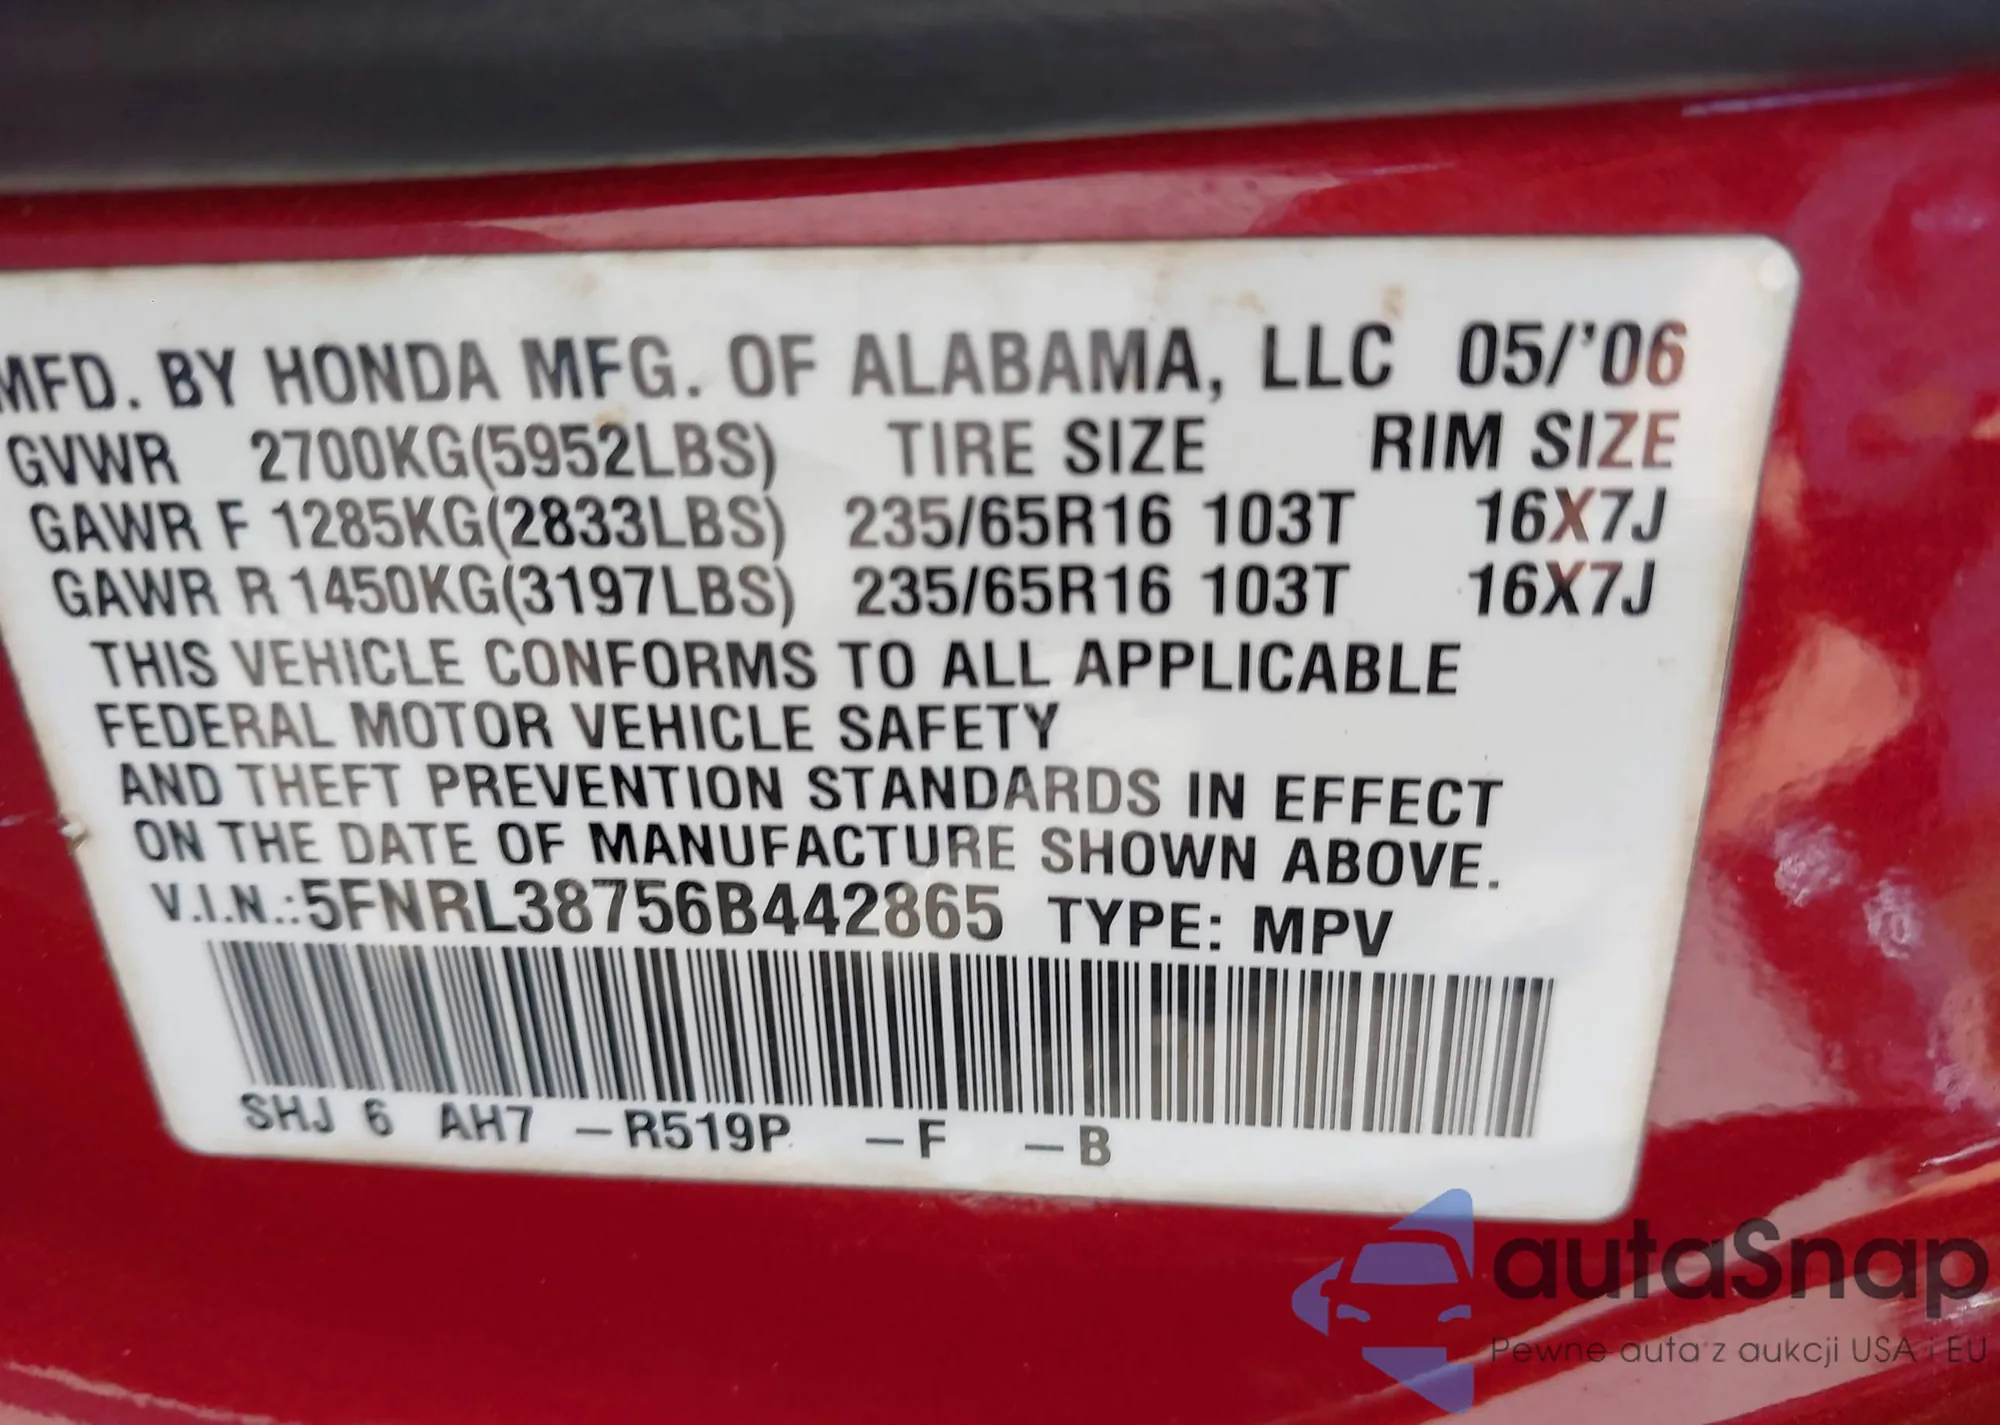 MFD. BY HONDA MFG. OF ALABAMA, LLC 05/'06
GVWR 2700KG(5952LBS) TIRE SIZE RIM SIZE
GAWR F 1285KG(2833LBS) 235/65R16 103T 16X7J
GAWR R 1450KG(3197LBS) 235/65R16 103T 16X7J
THIS VEHICLE CONFORMS TO ALL APPLICABLE
FEDERAL MOTOR VEHICLE SAFETY
AND THEFT PREVENTION STANDARDS IN EFFECT
ON THE DATE OF MANUFACTURE SHOWN ABOVE.
V.I.N.:5FNRL38756B442865 TYPE: MPV
SHJ 6 AH7 –R519P –F –B
autaSnap
Pewne auta z aukcji USA i EU